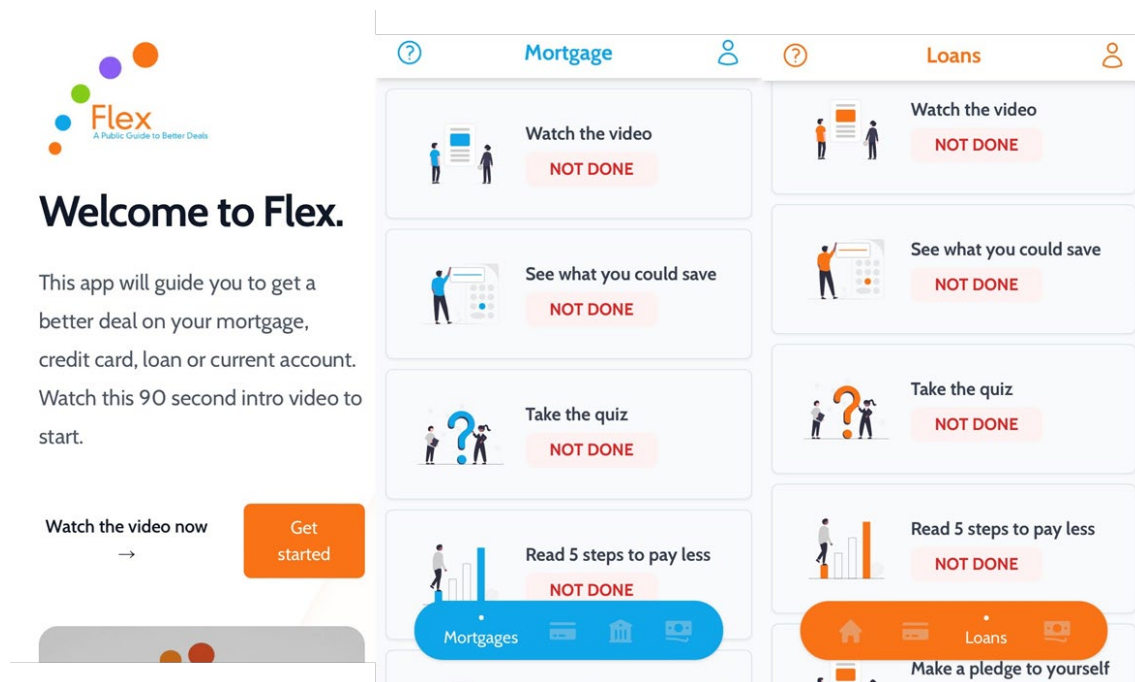 Flex
A Public Guide to Better Deals
Welcome to Flex.
This app will guide you to get a
better deal on your mortgage,
credit card, loan or current account.
Watch this 90 second intro video to
start.
Watch the video now
→
Get
started
?
Mortgage
Watch the video
NOT DONE
See what you could save
NOT DONE
Take the quiz
NOT DONE
?
Read 5 steps to pay less
NOT DONE
Mortgages
?
Loans
Watch the video
NOT DONE
See what you could save
NOT DONE
Take the quiz
NOT DONE
?
Read 5 steps to pay less
NOT DONE
Loans
Make a pledge to yourself